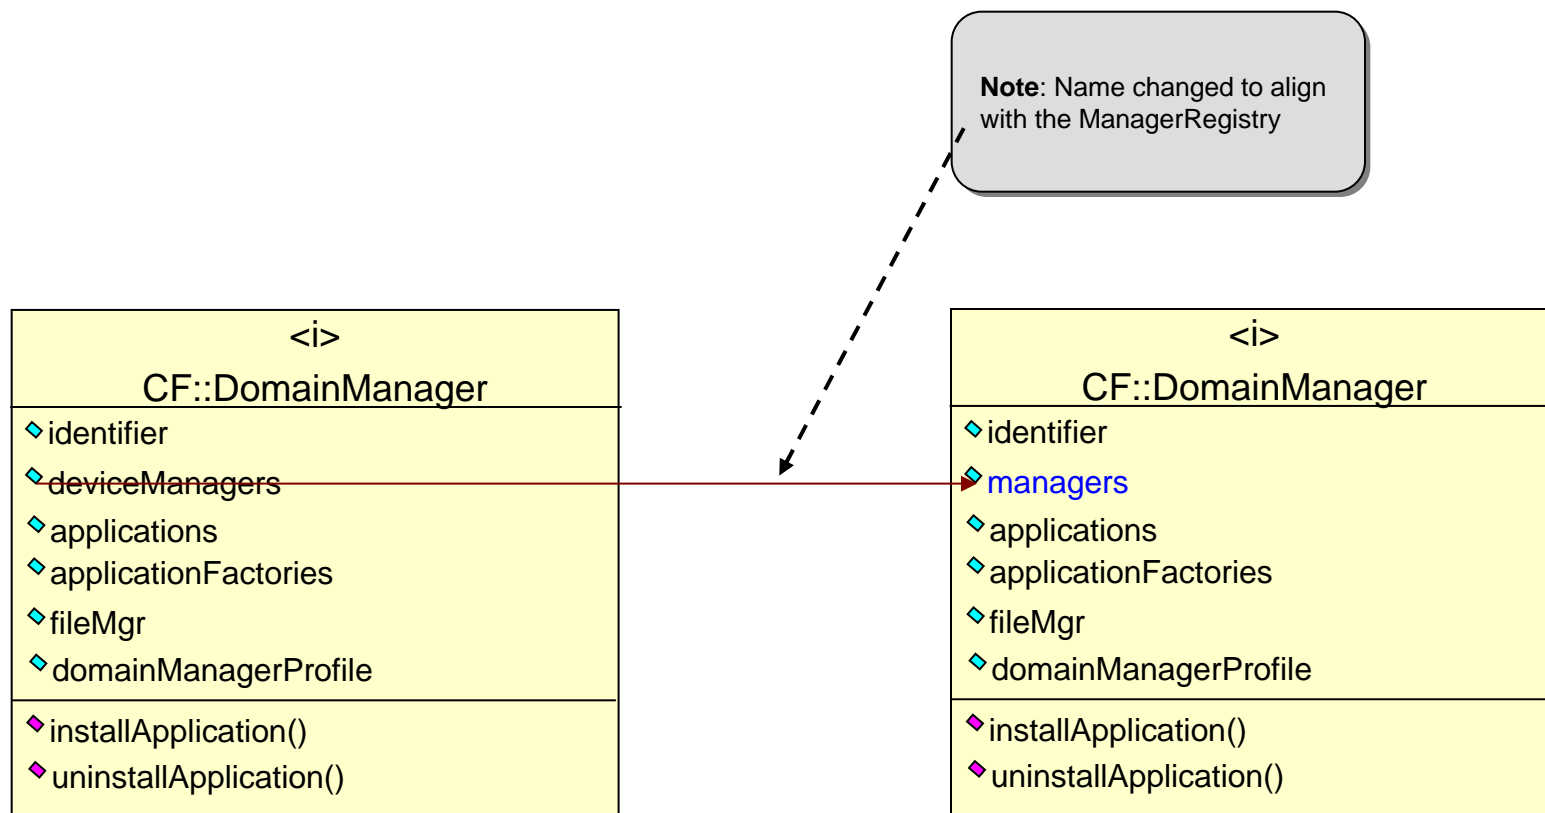 Note: Name changed to align
with the ManagerRegistry
<i>
CF::DomainManager
identifier
deviceManagers
applications
applicationFactories
fileMgr
domainManagerProfile
installApplication()
uninstallApplication()
<i>
CF::DomainManager
identifier
managers
applications
applicationFactories
fileMgr
domainManagerProfile
installApplication()
uninstallApplication()